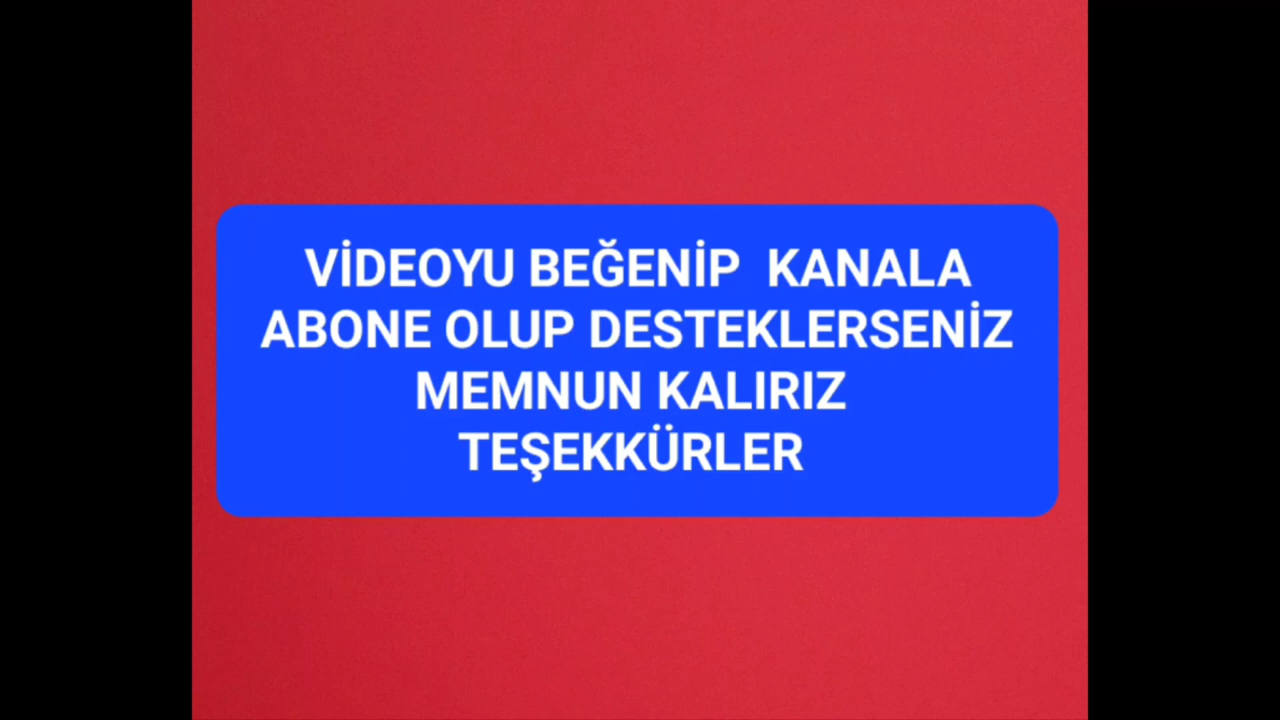 VİDEOYU BEĞENİP  KANALA
ABONE OLUP DESTEKLERSENİZ
MEMNUN KALIRIZ
TEŞEKKÜRLER